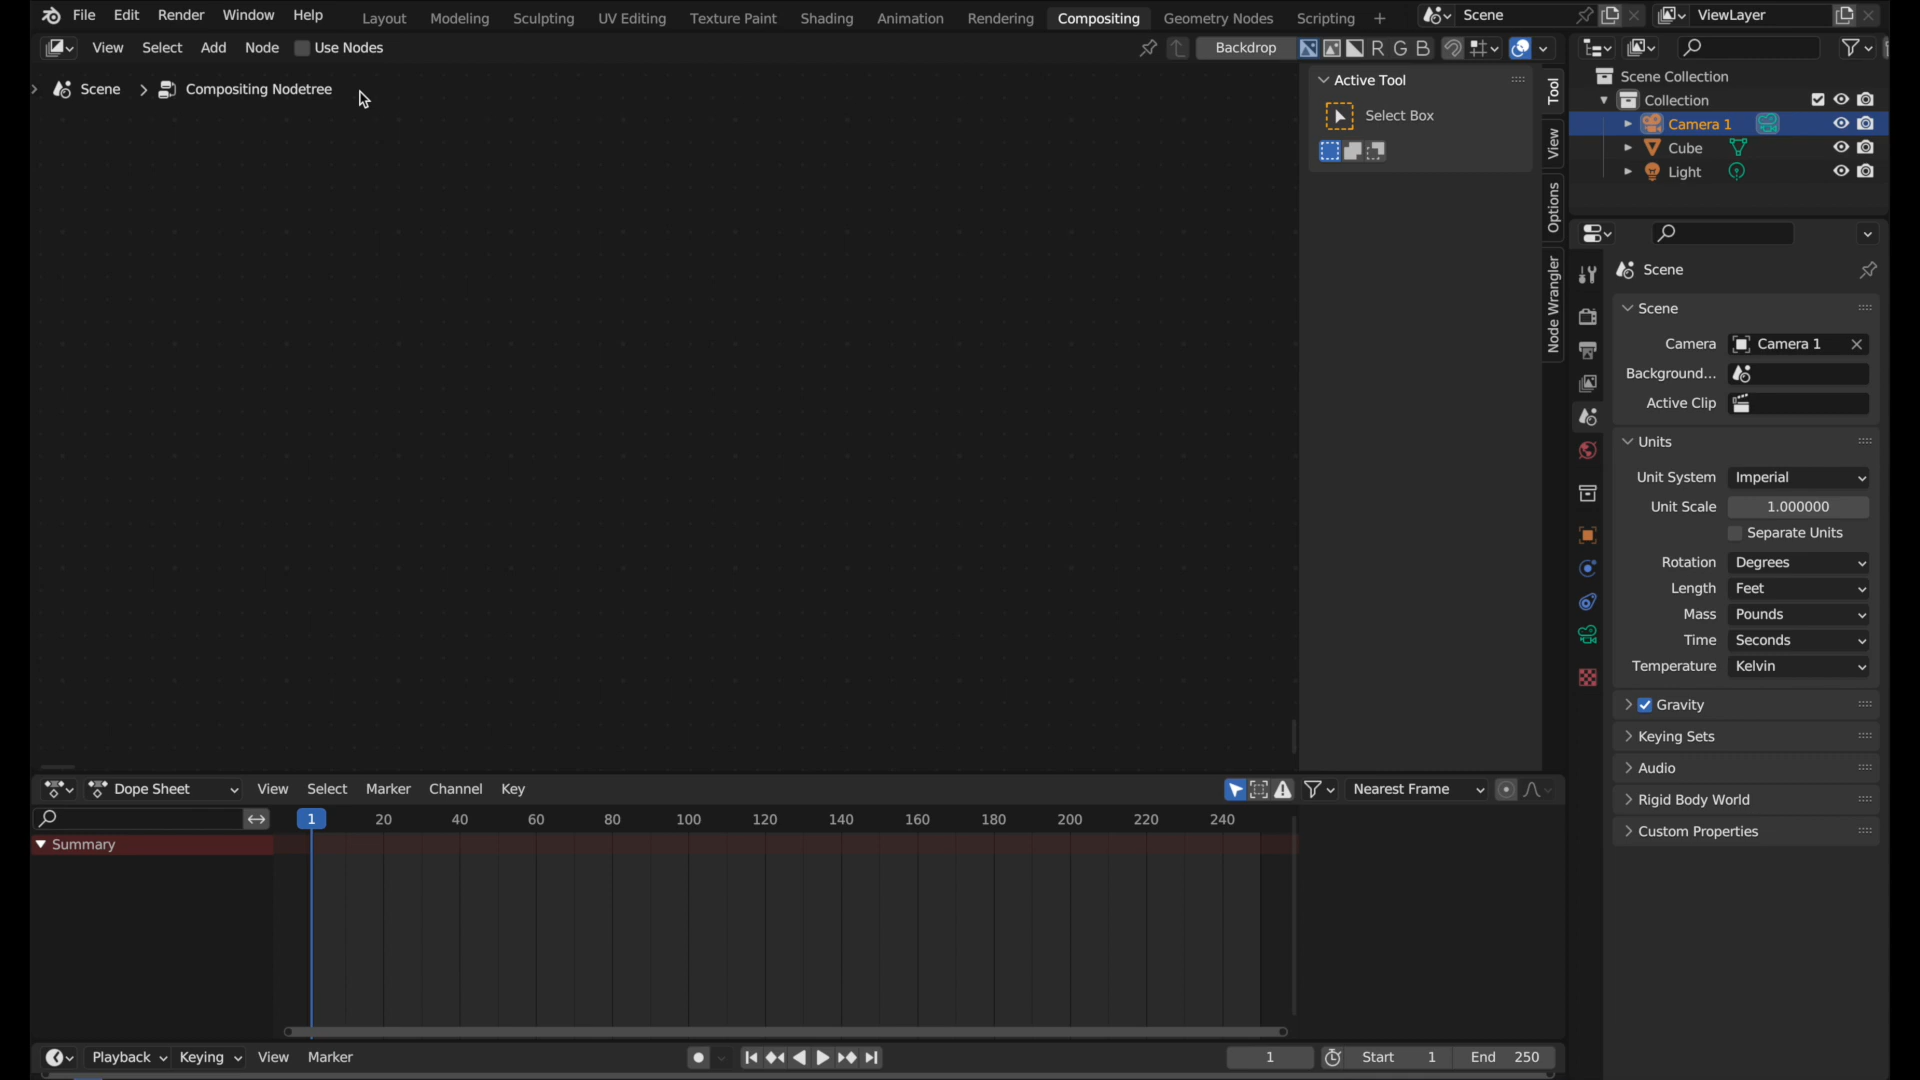 File Edit Render Window Help Layout Modeling Sculpting UV Editing Texture Paint Shading Animation Rendering Compositing Geometry Nodes Scripting + Scene ViewLayer
View Select Add Node Use Nodes Backdrop R G B
Scene Compositing Nodetree
Active Tool
Select Box
Tool
View
Options
Node Wrangler
Scene Collection
Collection
Camera 1
Cube
Light
Scene
Scene
Camera Camera 1
Background...
Active Clip
Units
Unit System Imperial
Unit Scale 1.000000
Separate Units
Rotation Degrees
Length Feet
Mass Pounds
Time Seconds
Temperature Kelvin
Gravity
Keying Sets
Audio
Rigid Body World
Custom Properties
Dope Sheet View Select Marker Channel Key Nearest Frame
1 20 40 60 80 100 120 140 160 180 200 220 240
Summary
Playback Keying View Marker 1 Start 1 End 250